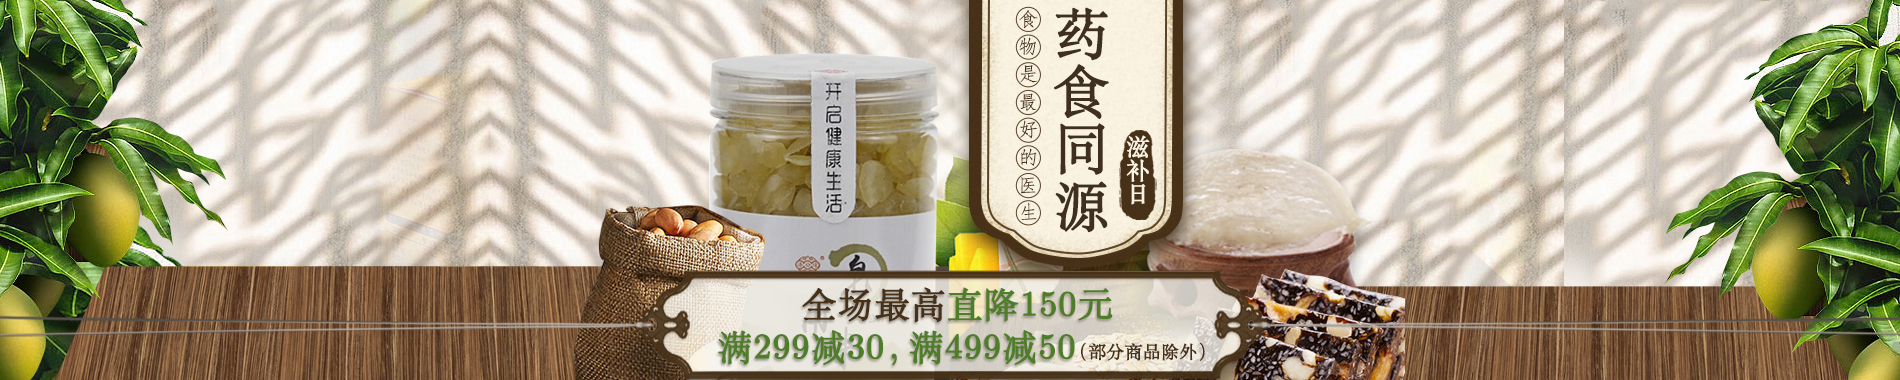 药食同源
食物是最好的医生
滋补日
开启健康生活
全场最高直降150元
满299减30，满499减50（部分商品除外）